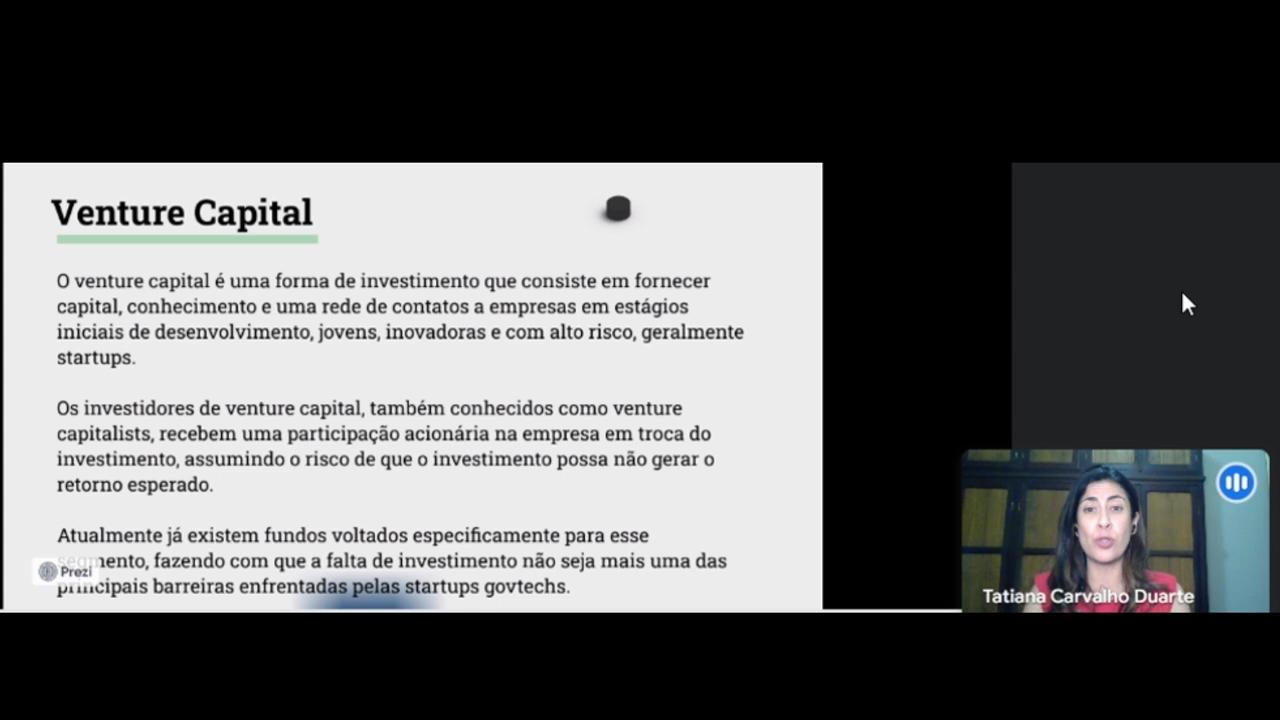 Venture Capital
O venture capital é uma forma de investimento que consiste em fornecer
capital, conhecimento e uma rede de contatos a empresas em estágios
iniciais de desenvolvimento, jovens, inovadoras e com alto risco, geralmente
startups.
Os investidores de venture capital, também conhecidos como venture
capitalists, recebem uma participação acionária na empresa em troca do
investimento, assumindo o risco de que o investimento possa não gerar o
retorno esperado.
Atualmente já existem fundos voltados especificamente para esse
segmento, fazendo com que a falta de investimento não seja mais uma das
principais barreiras enfrentadas pelas startups govtechs.
Prezi
Tatiana Carvalho Duarte